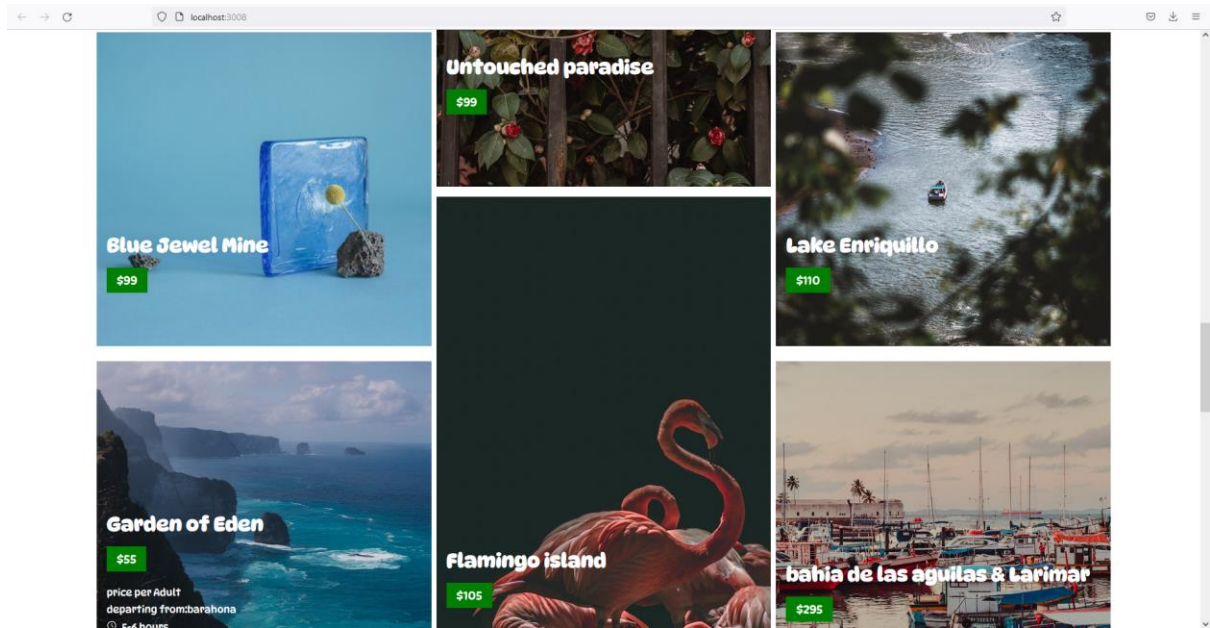 localhost:3008
Untouched paradise
$99
Blue Jewel Mine
$99
Lake Enriquillo
$110
Garden of Eden
$55
price per Adult
departing from:barahona
5-6 hours
Flamingo island
$105
bahia de las aguilas & Larimar
$295